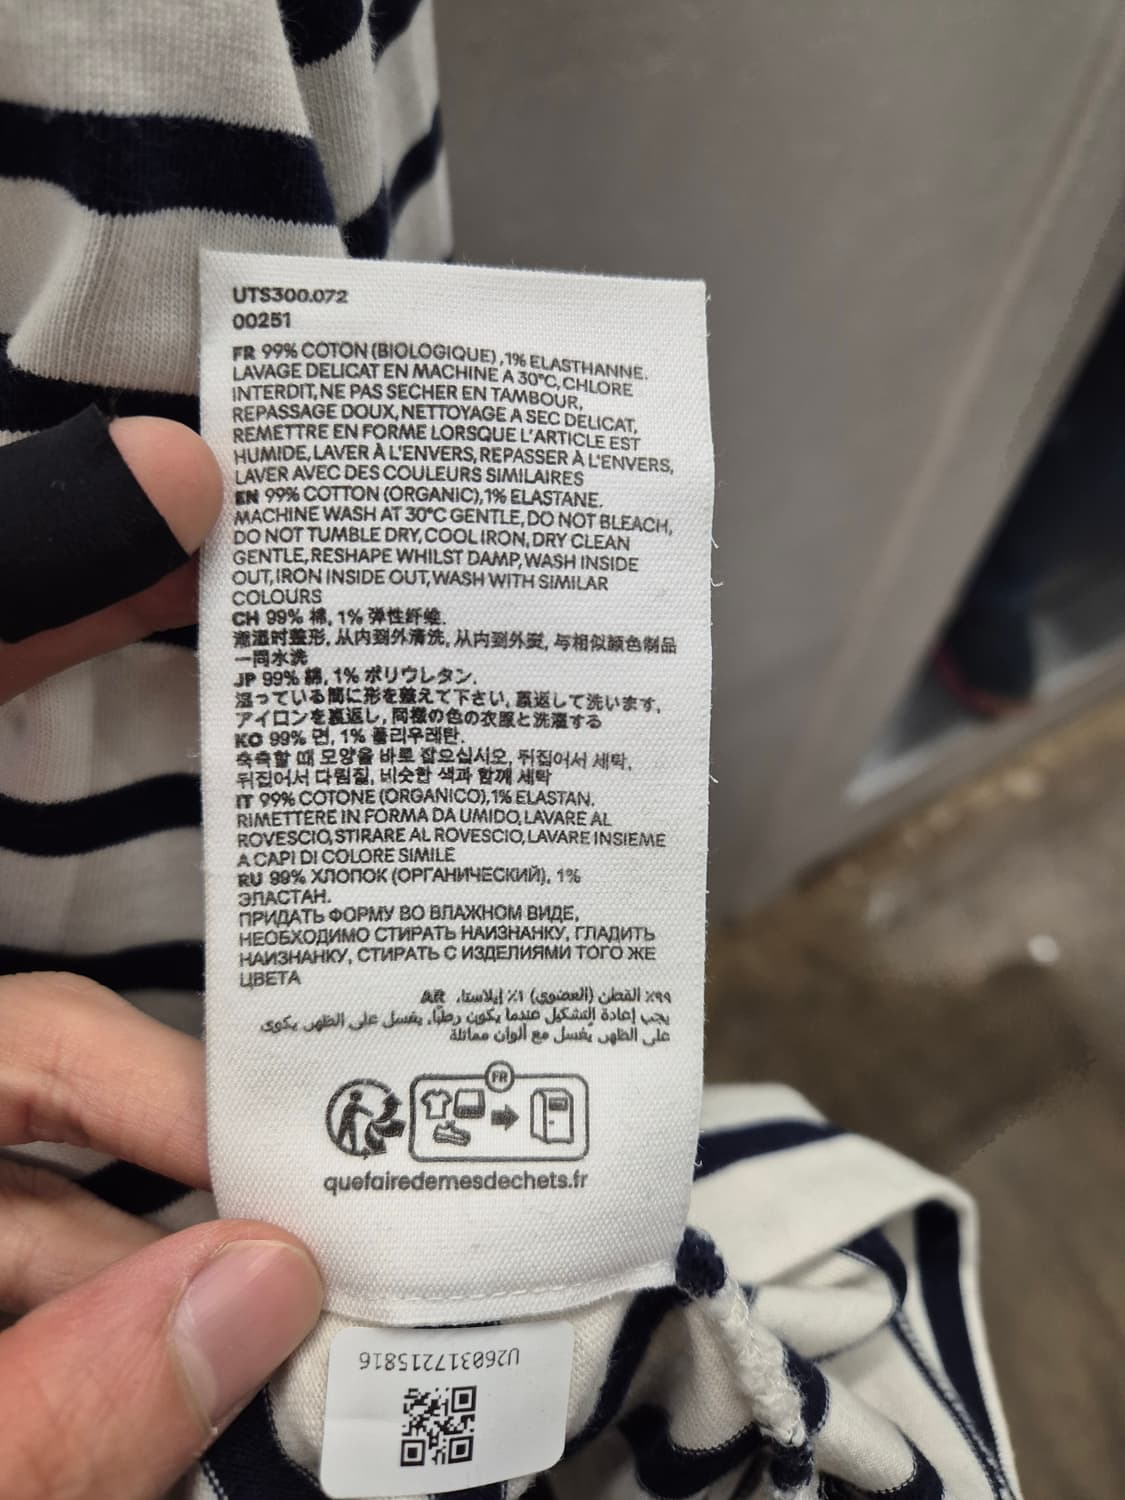 UTS300.072
00251
FR 99% COTON (BIOLOGIQUE) ,1% ELASTHANNE.
LAVAGE DELICAT EN MACHINE A 30°C, CHLORE
INTERDIT, NE PAS SECHER EN TAMBOUR,
REPASSAGE DOUX, NETTOYAGE A SEC DELICAT,
REMETTRE EN FORME LORSQUE L'ARTICLE EST
HUMIDE, LAVER À L'ENVERS, REPASSER À L'ENVERS,
LAVER AVEC DES COULEURS SIMILAIRES
EN 99% COTTON (ORGANIC), 1% ELASTANE.
MACHINE WASH AT 30°C GENTLE, DO NOT BLEACH,
DO NOT TUMBLE DRY, COOL IRON, DRY CLEAN
GENTLE, RESHAPE WHILST DAMP, WASH INSIDE
OUT, IRON INSIDE OUT, WASH WITH SIMILAR
COLOURS
CH 99% 棉, 1% 弹性纤维.
潮湿时整形, 从内到外清洗, 从内到外熨, 与相似颜色制品
一同水洗
JP 99% 綿, 1% ポリウレタン.
湿っている間に形を整えて下さい, 裏返して洗います,
アイロンを裏返し, 同様の色の衣服と洗濯する
KO 99% 면, 1% 폴리우레탄.
축축할 때 모양을 바로 잡으십시오, 뒤집어서 세탁,
뒤집어서 다림질, 비슷한 색과 함께 세탁
IT 99% COTONE (ORGANICO), 1% ELASTAN.
RIMETTERE IN FORMA DA UMIDO, LAVARE AL
ROVESCIO, STIRARE AL ROVESCIO, LAVARE INSIEME
A CAPI DI COLORE SIMILE
RU 99% ХЛОПОК (ОРГАНИЧЕСКИЙ), 1%
ЭЛАСТАН.
ПРИДАТЬ ФОРМУ ВО ВЛАЖНОМ ВИДЕ,
НЕОБХОДИМО СТИРАТЬ НАИЗНАНКУ, ГЛАДИТЬ
НАИЗНАНКУ, СТИРАТЬ С ИЗДЕЛИЯМИ ТОГО ЖЕ
ЦВЕТА
٩٩٪ القطن (العضوي) ١٪ إيلاستا. AR
يجب إعادة التشكيل عندما يكون رطبًا, يغسل على الظهر, يكوى
على الظهر, يُغسل مع ألوان مماثلة
FR
quefairedemesdechets.fr
U2603172215816